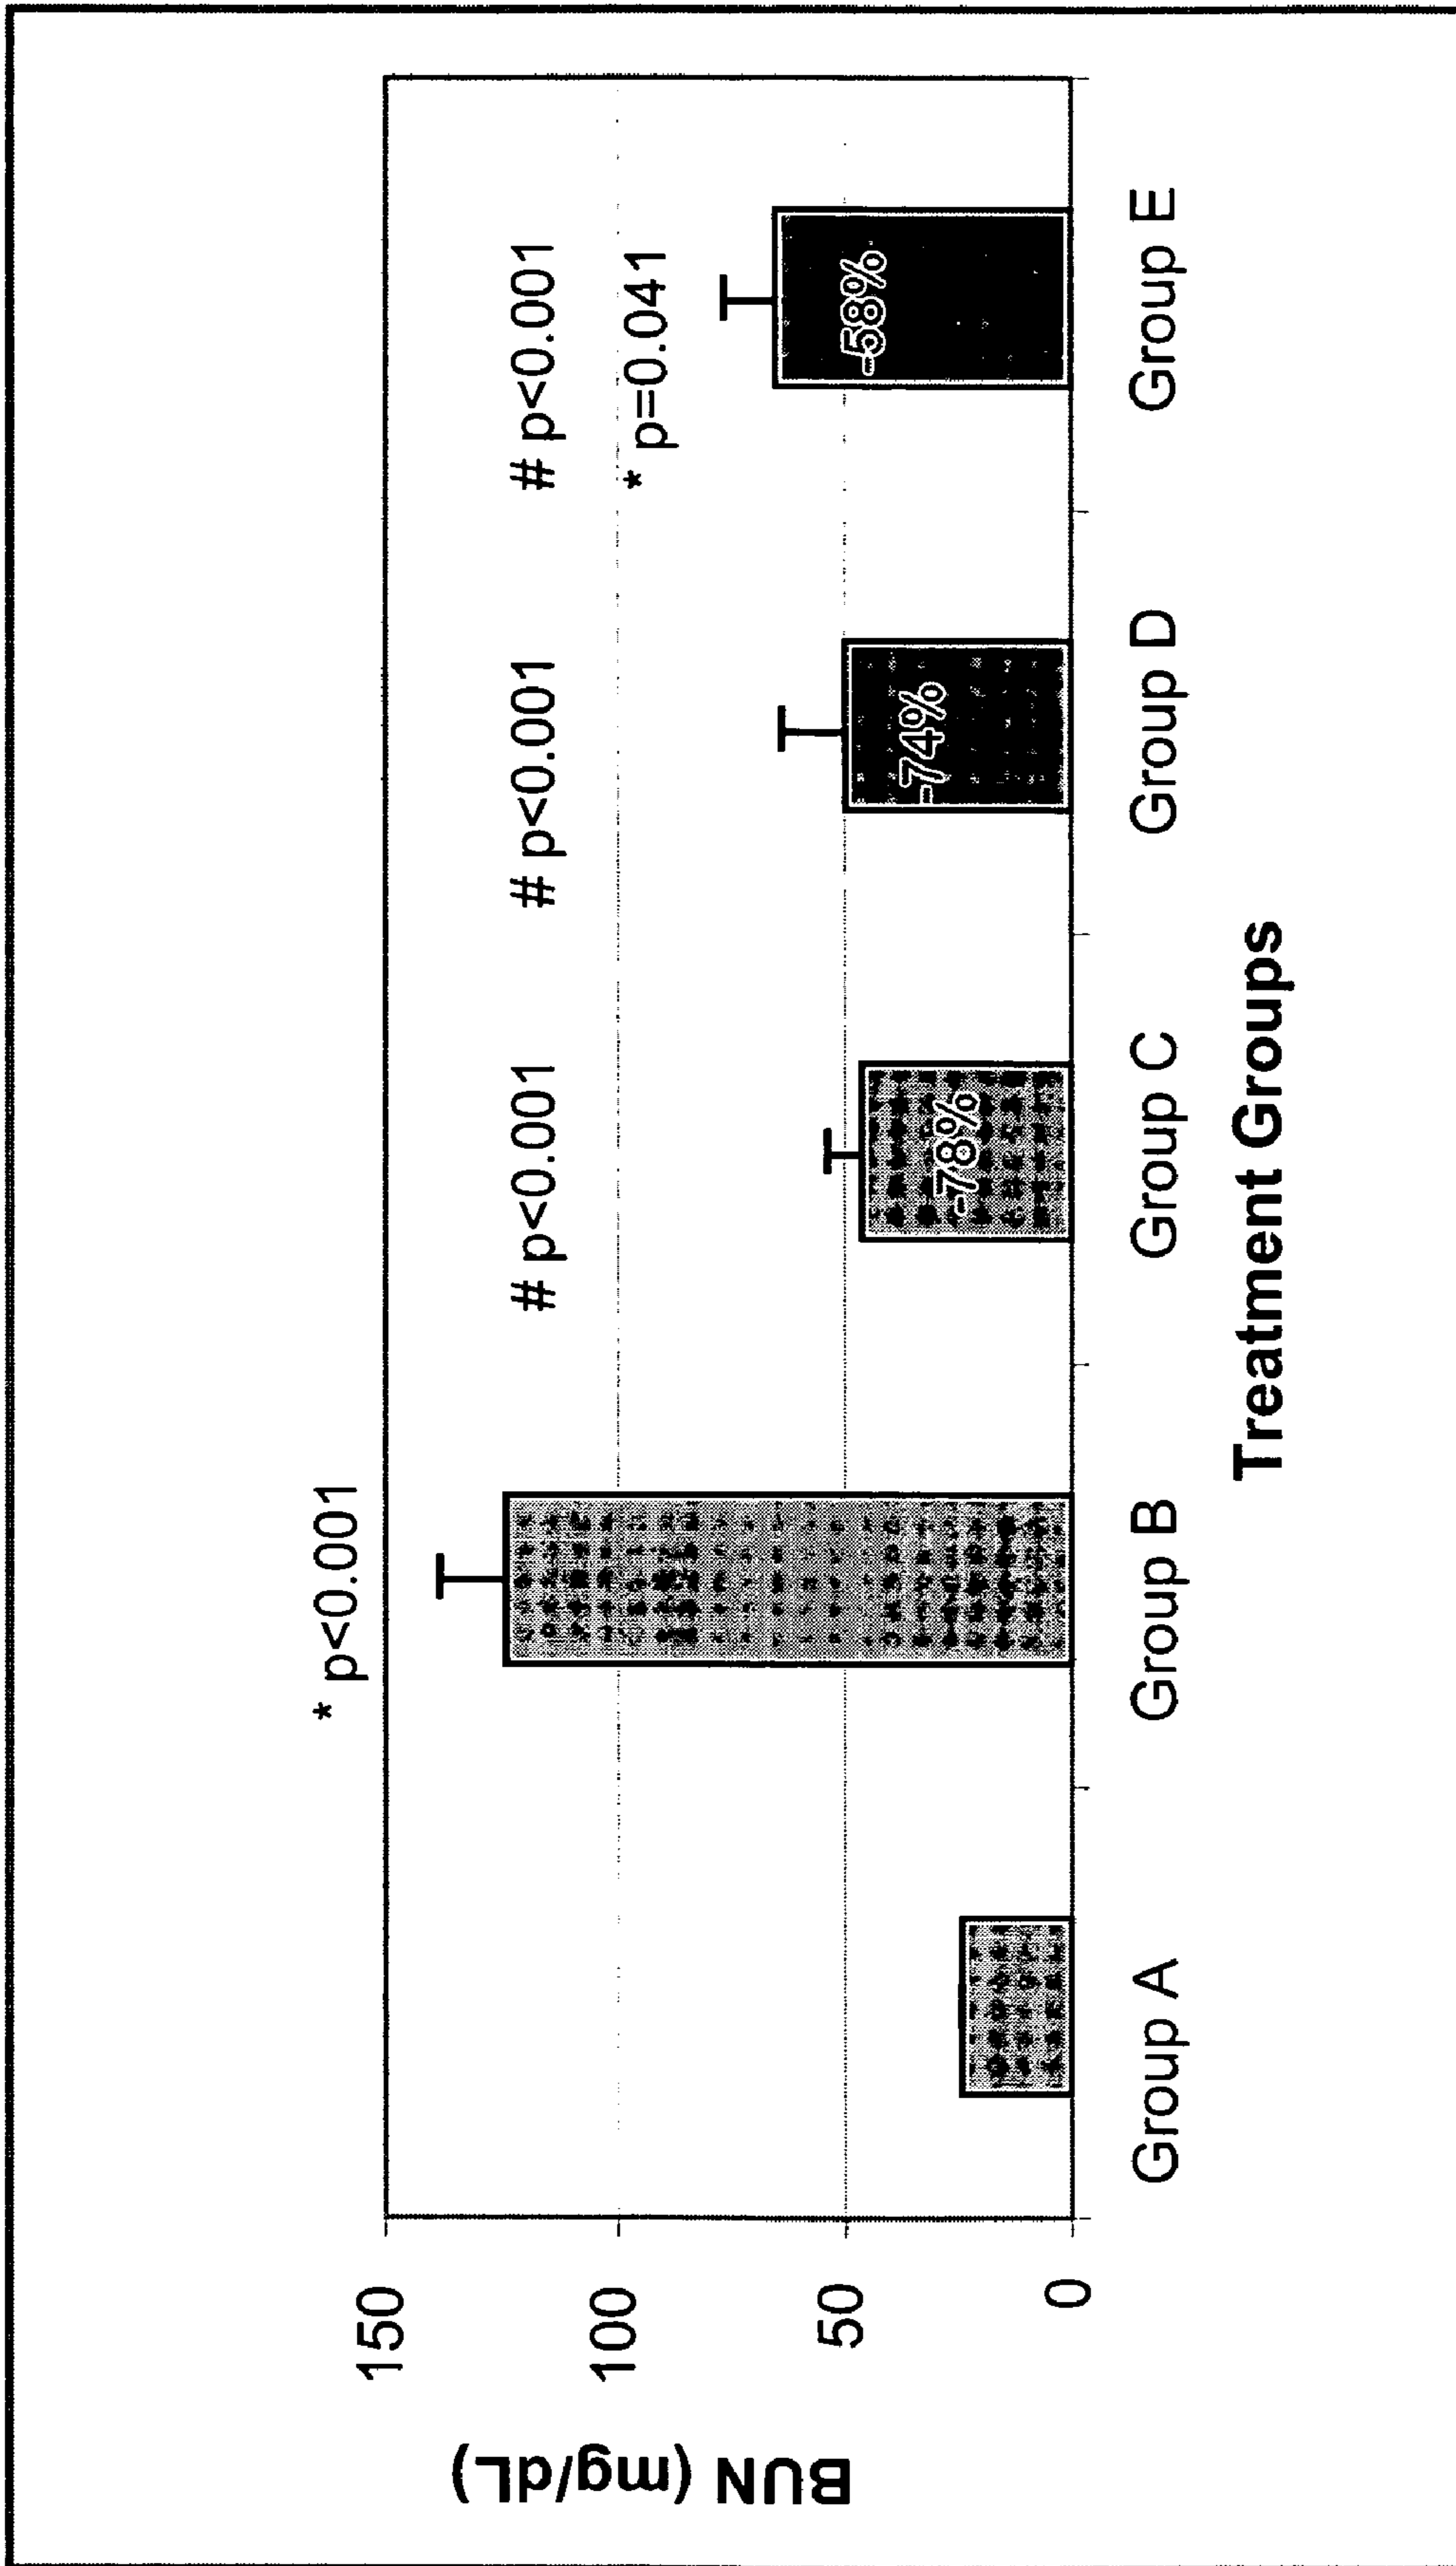 * p<0.001
# p<0.001
# p<0.001
# p<0.001
* p=0.041
150
100
50
0
BUN (mg/dL)
-78%
-74%
-58%
Group A
Group B
Group C
Group D
Group E
Treatment Groups